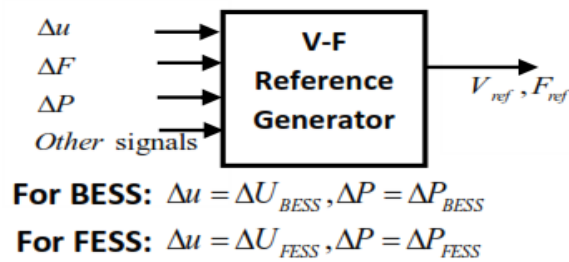 Δu
ΔF
ΔP
Other signals
V-F
Reference
Generator
V_ref , F_ref
For BESS: Δu = ΔU_BESS , ΔP = ΔP_BESS
For FESS: Δu = ΔU_FESS , ΔP = ΔP_FESS